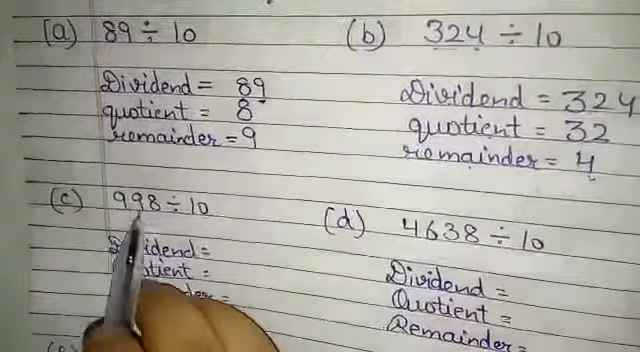 (a) 89 ÷ 10
Dividend = 89
quotient = 8
remainder = 9
(b) 324 ÷ 10
Dividend = 324
quotient = 32
remainder = 4
(c) 998 ÷ 10
(d) 4638 ÷ 10
Dividend =
Quotient =
Remainder =